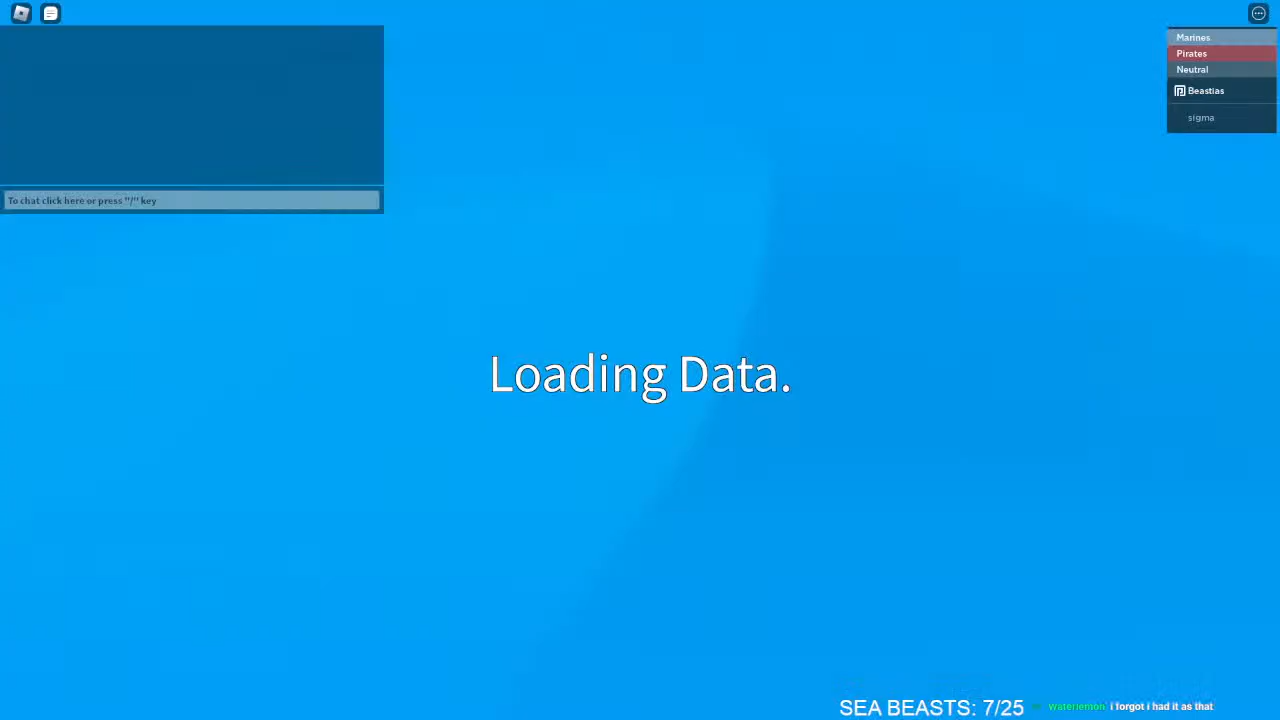 Marines
Pirates
Neutral
Beastias
sigma
To chat click here or press "/" key
Loading Data.
SEA BEASTS: 7/25
Waterlemon i forgot i had it as that